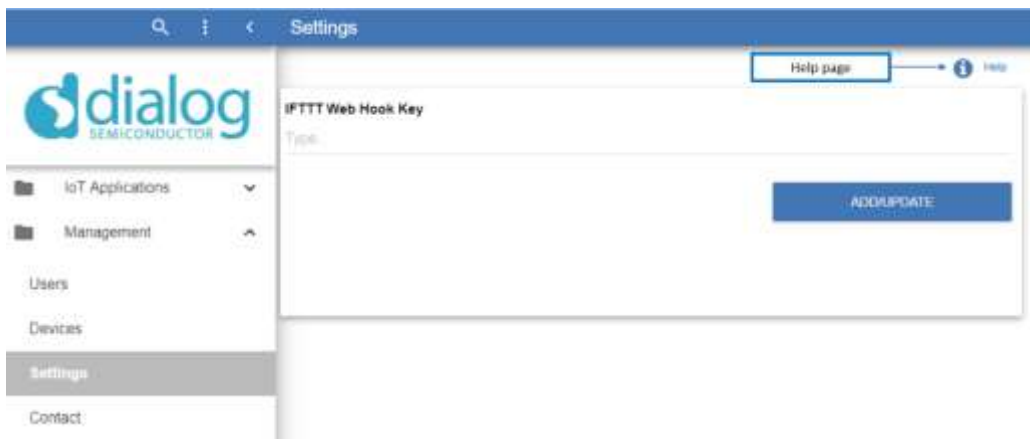 Settings
Help page
Help
dialog
SEMICONDUCTOR
IFTTT Web Hook Key
Type
ADD/UPDATE
IoT Applications
Management
Users
Devices
Settings
Contact